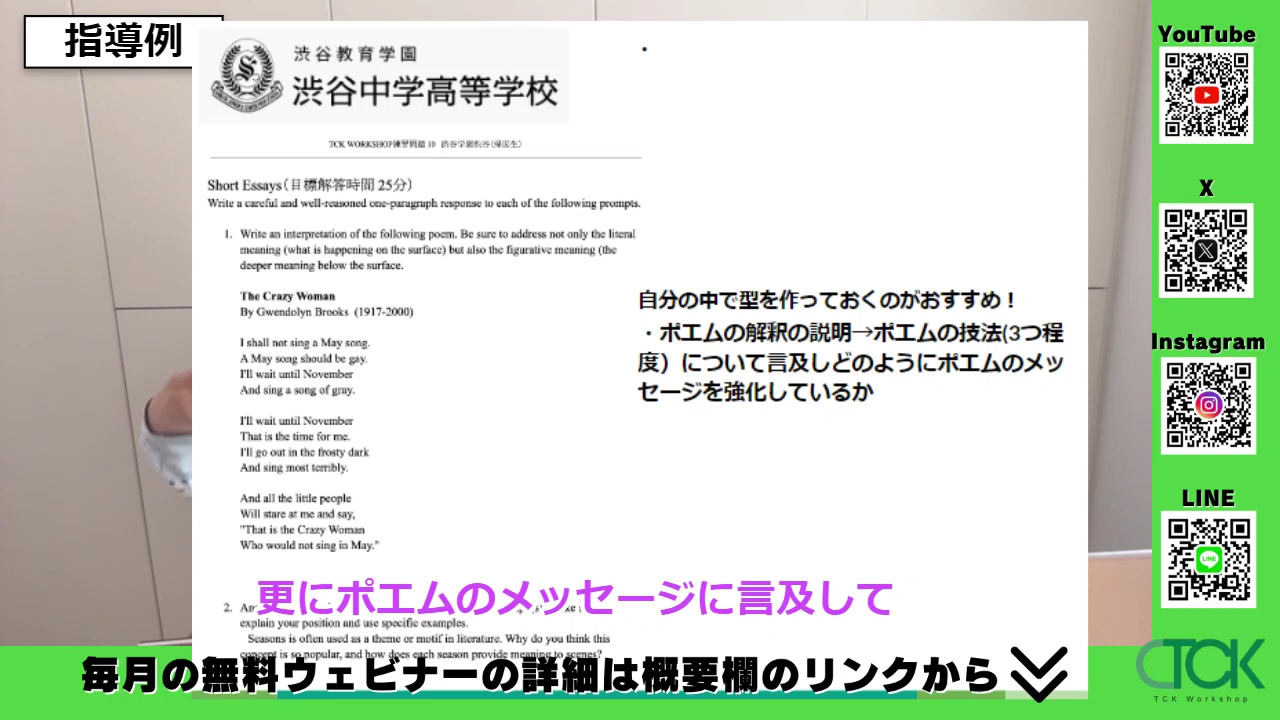 指導例
渋谷教育学園
渋谷中学高等学校
TCK WORKSHOP練習問題 10 渋谷学園渋谷(帰国生)
Short Essays(目標解答時間 25分)
Write a careful and well-reasoned one-paragraph response to each of the following prompts.
1. Write an interpretation of the following poem. Be sure to address not only the literal
meaning (what is happening on the surface) but also the figurative meaning (the
deeper meaning below the surface.
The Crazy Woman
By Gwendolyn Brooks (1917-2000)
I shall not sing a May song.
A May song should be gay.
I'll wait until November
And sing a song of gray.
I'll wait until November
That is the time for me.
I'll go out in the frosty dark
And sing most terribly.
And all the little people
Will stare at me and say,
"That is the Crazy Woman
Who would not sing in May."
2.
explain your position and use specific examples.
Seasons is often used as a theme or motif in literature. Why do you think this
concept is so popular, and how does each season provide meaning to scenes?
自分の中で型を作っておくのがおすすめ！
・ポエムの解釈の説明→ポエムの技法(3つ程
度）について言及しどのようにポエムのメッ
セージを強化しているか
更にポエムのメッセージに言及して
毎月の無料ウェビナーの詳細は概要欄のリンクから
YouTube
X
Instagram
LINE
TCK
TCK Workshop